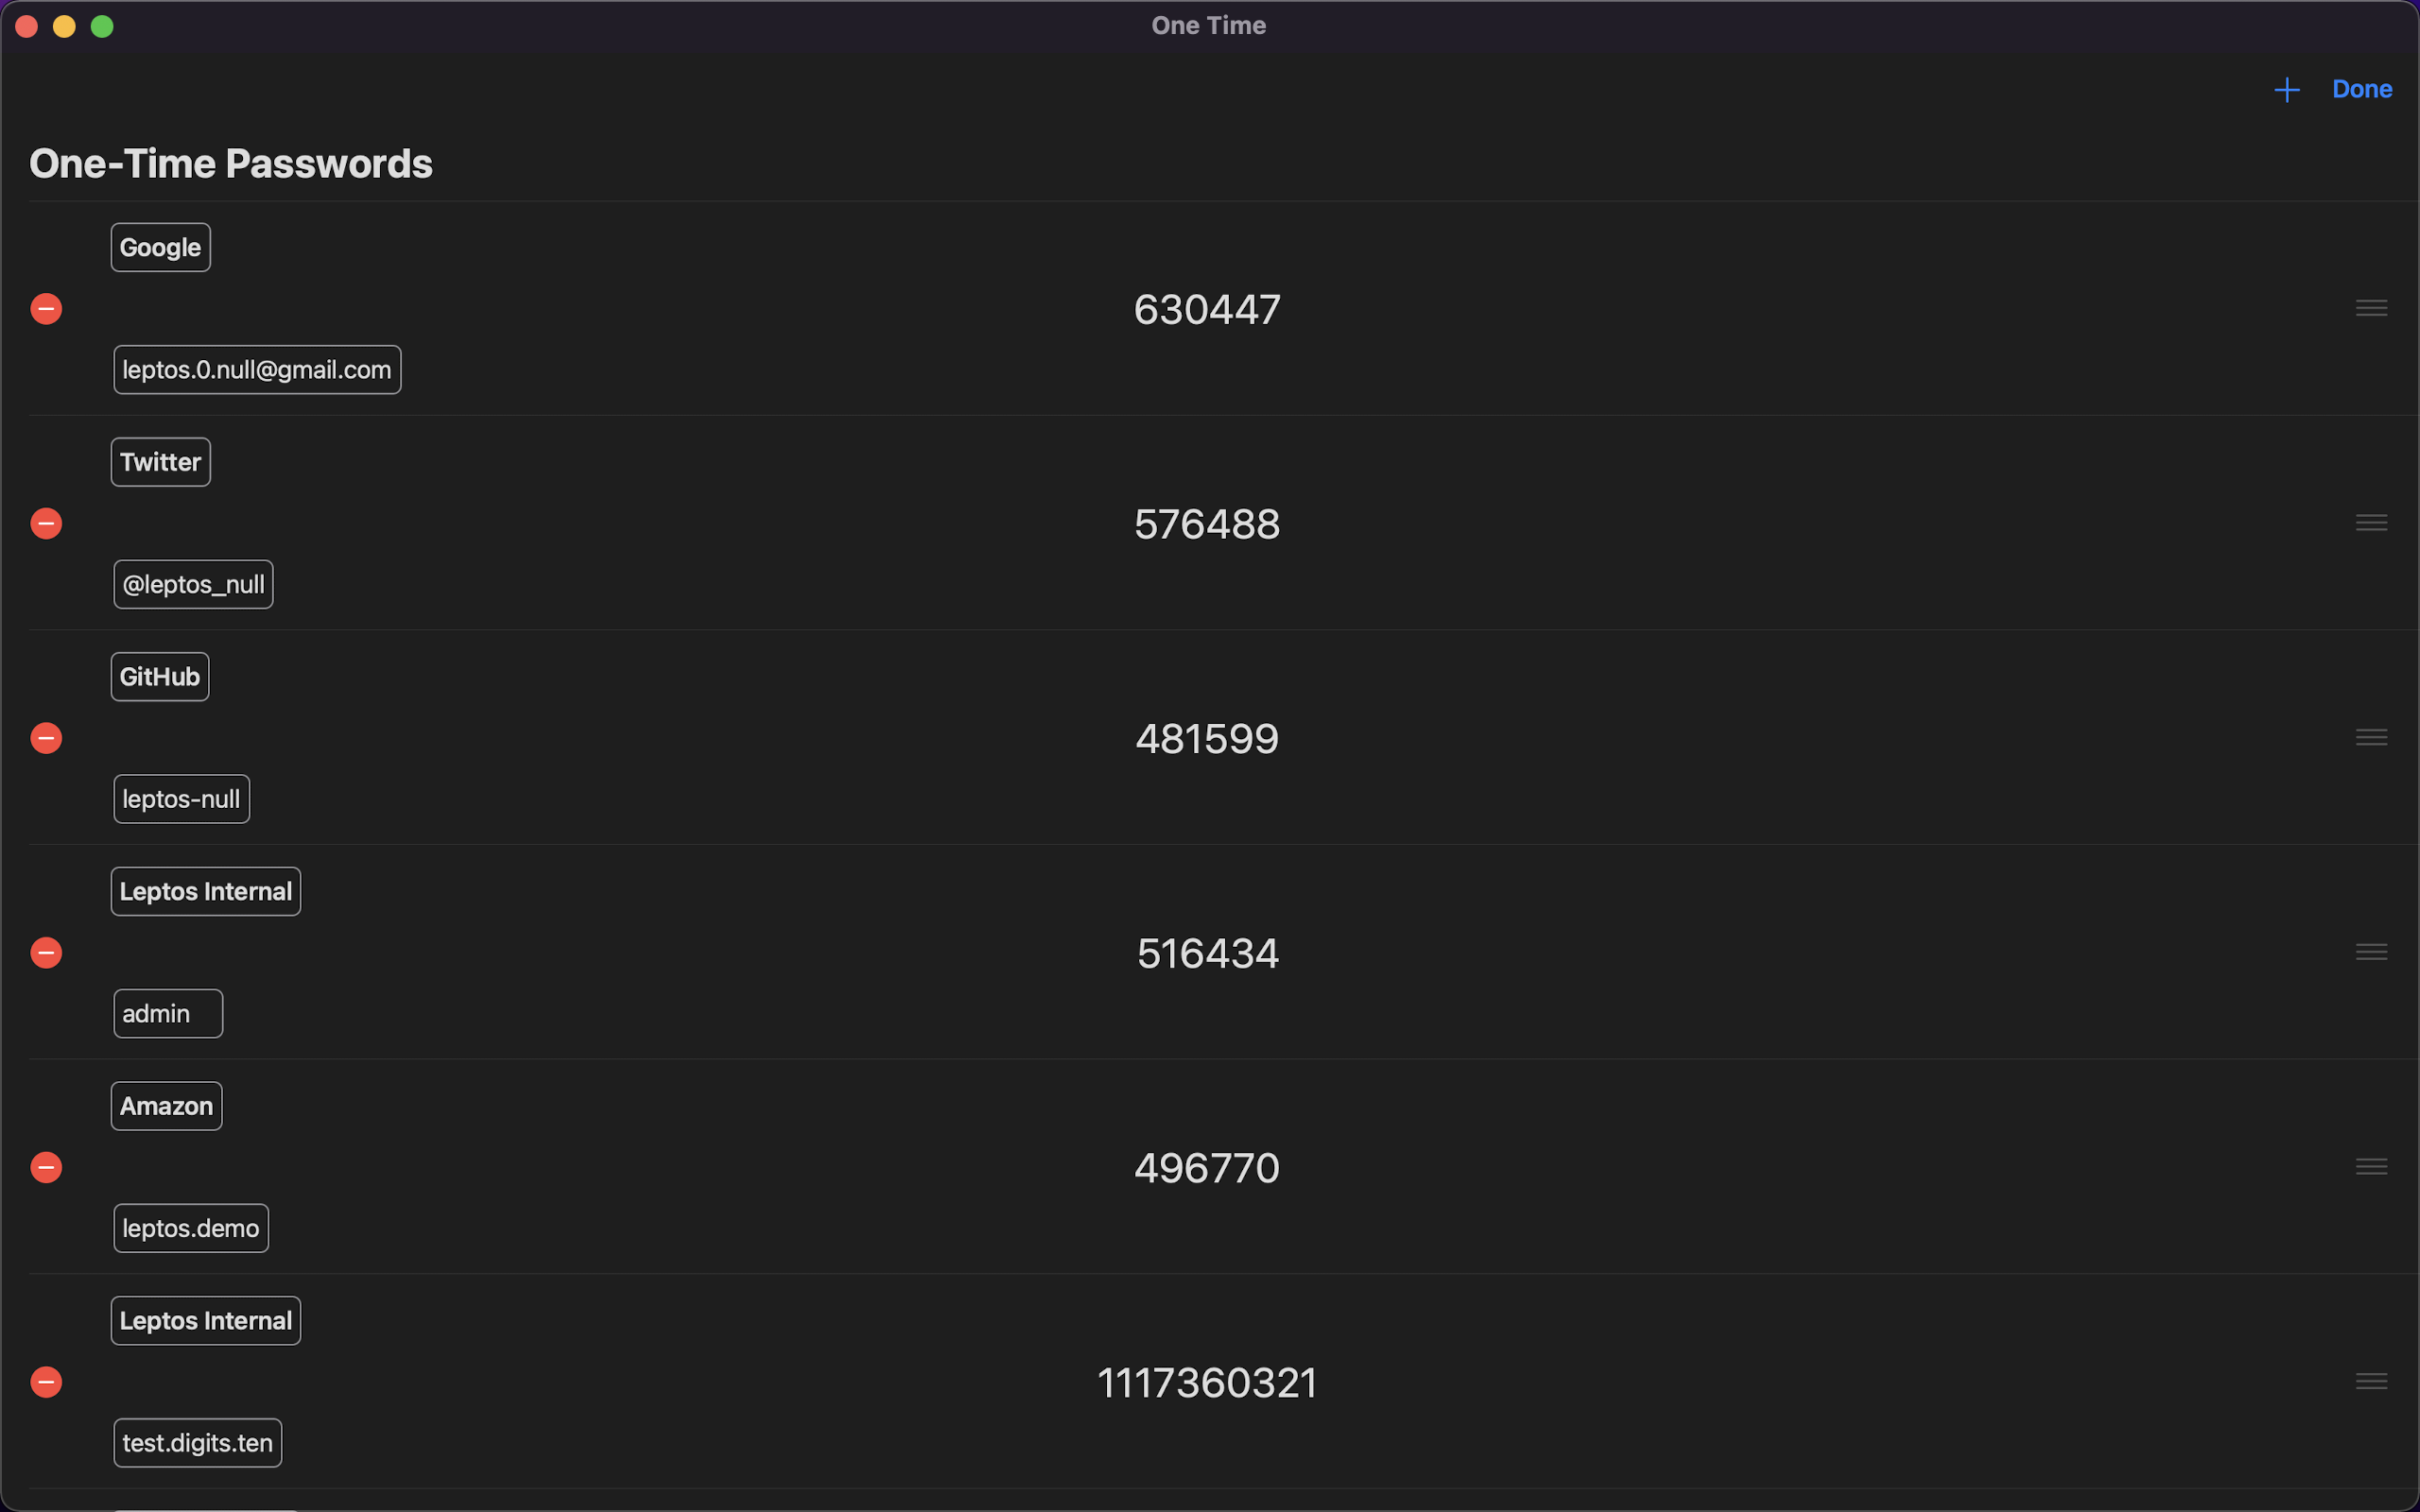 One Time
Done
One-Time Passwords
Google
630447
leptos.0.null@gmail.com
Twitter
576488
@leptos_null
GitHub
481599
leptos-null
Leptos Internal
516434
admin
Amazon
496770
leptos.demo
Leptos Internal
1117360321
test.digits.ten